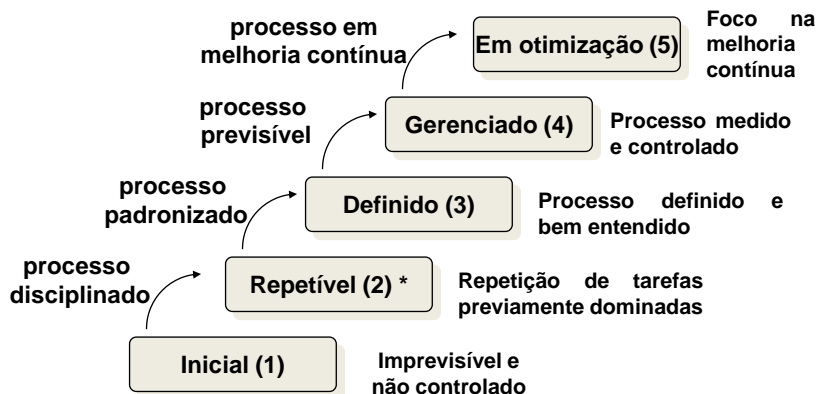 processo em
melhoria contínua
Em otimização (5)
Foco na
melhoria
contínua
processo
previsível
Gerenciado (4)
Processo medido
e controlado
processo
padronizado
Definido (3)
Processo definido e
bem entendido
processo
disciplinado
Repetível (2) *
Repetição de tarefas
previamente dominadas
Inicial (1)
Imprevisível e
não controlado